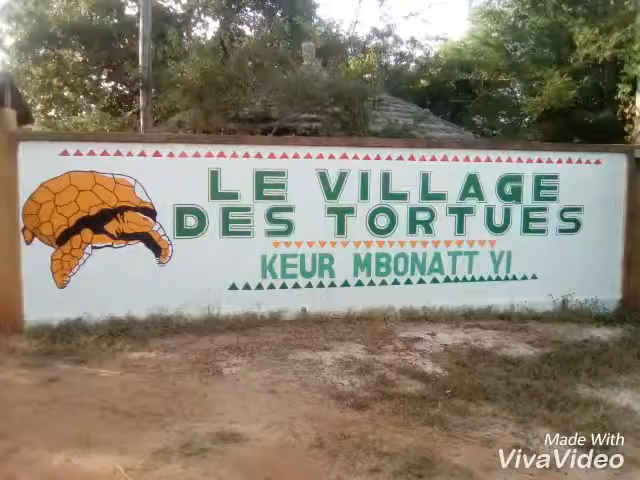 LE VILLAGE
DES TORTUES
KEUR MBONATT YI
Made With
VivaVideo